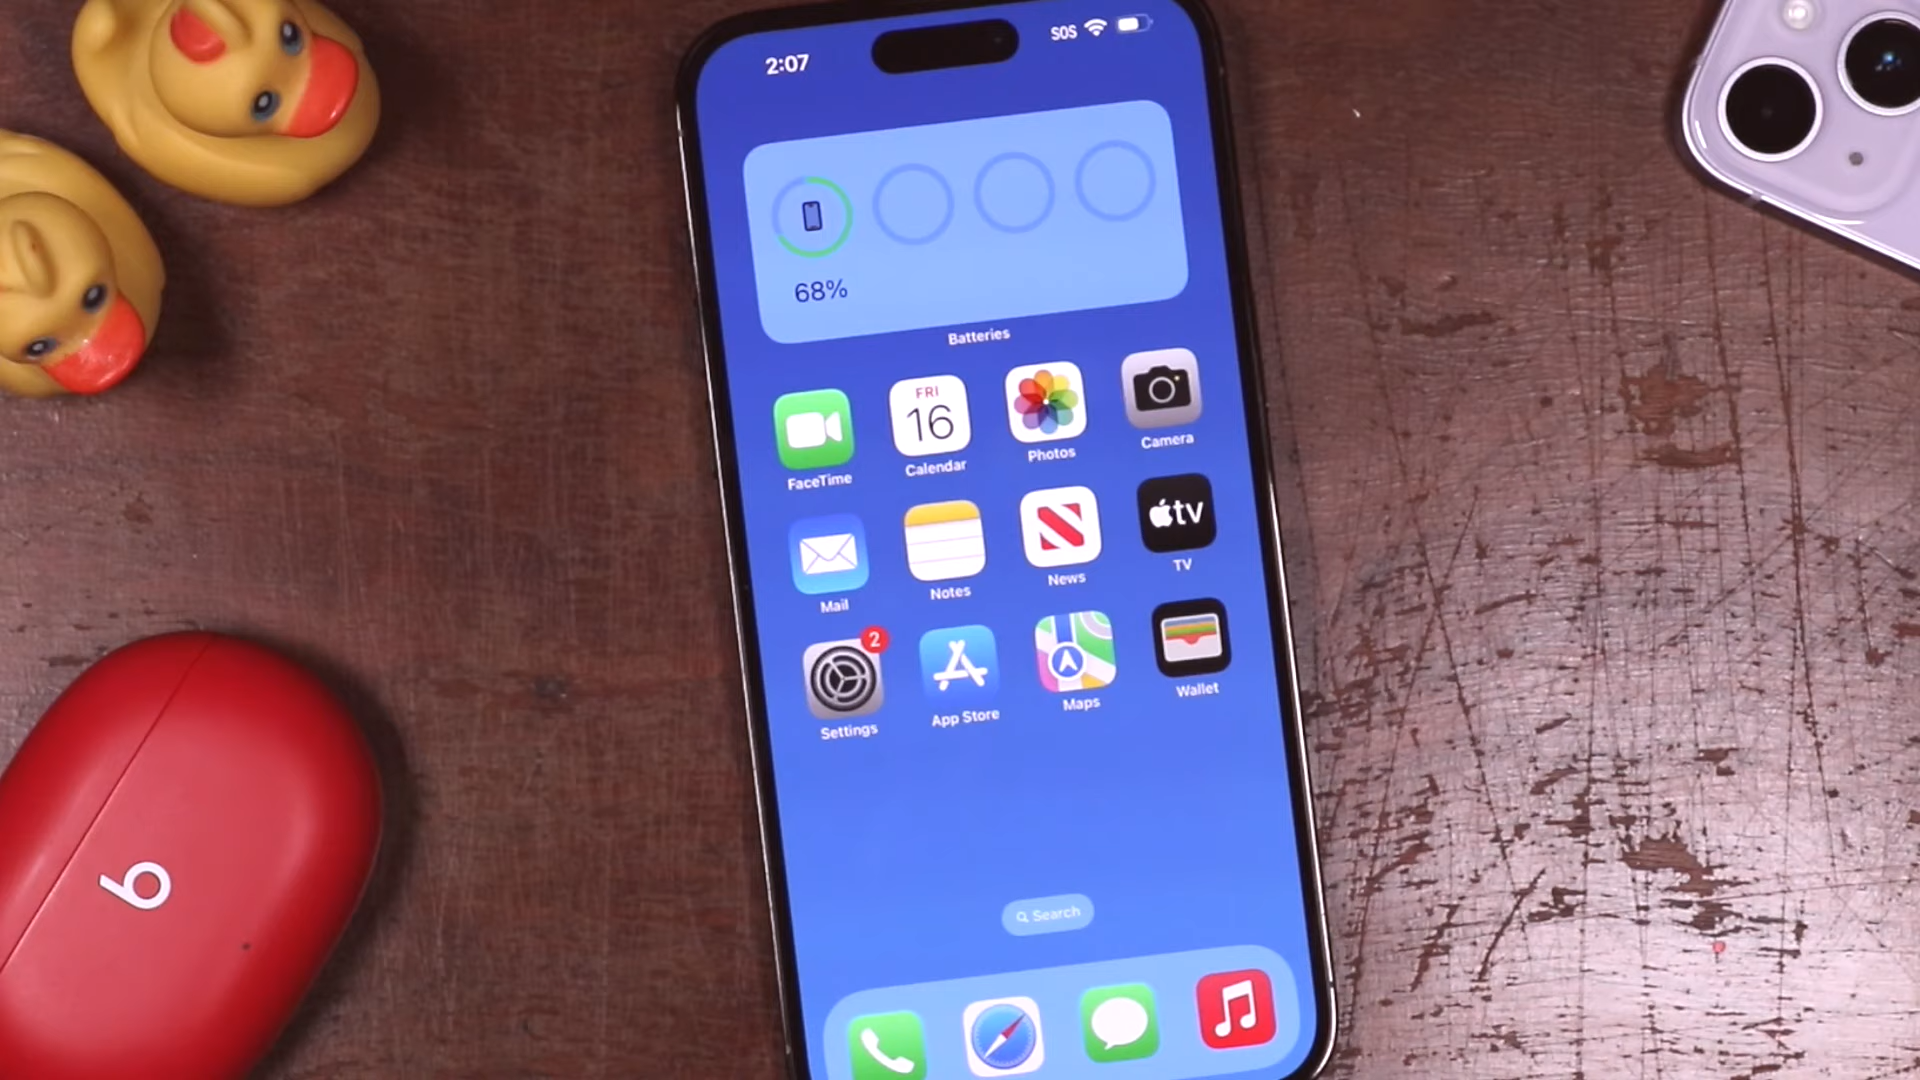 2:07
SOS
68%
Batteries
FRI
16
FaceTime
Calendar
Photos
Camera
tv
Mail
Notes
News
TV
2
Settings
App Store
Maps
Wallet
Search
b